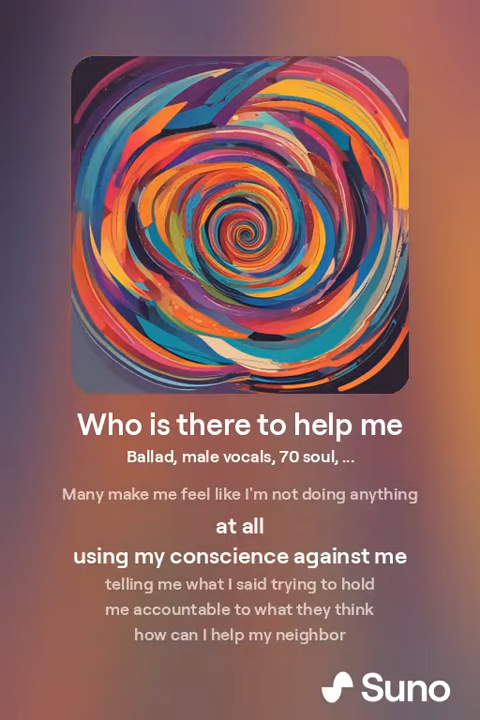 Who is there to help me
Ballad, male vocals, 70 soul, ...
Many make me feel like I'm not doing anything
at all
using my conscience against me
telling me what I said trying to hold
me accountable to what they think
how can I help my neighbor
Suno